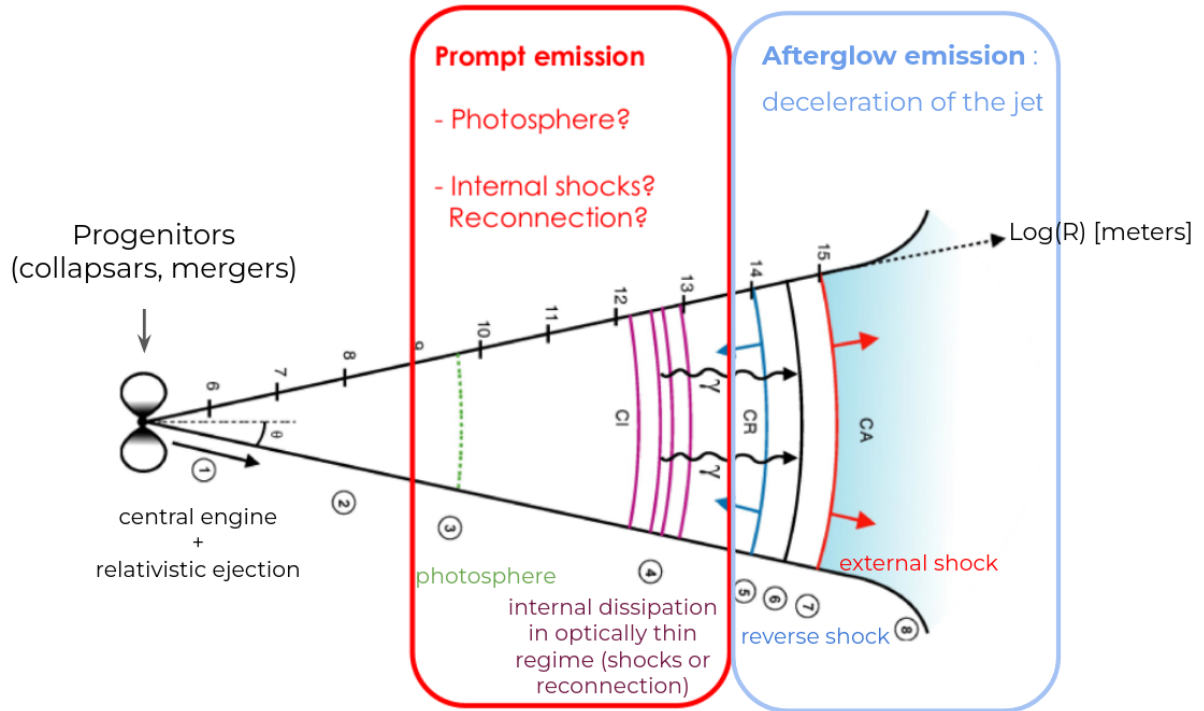 Prompt emission
- Photosphere?
- Internal shocks?
Reconnection?
Afterglow emission :
deceleration of the jet
Progenitors
(collapsars, mergers)
Log(R) [meters]
6
7
8
9
10
11
12
13
14
15
θ
CI
γ
γ
CR
CA
1
2
3
4
5
6
7
8
central engine
+
relativistic ejection
photosphere
internal dissipation
in optically thin
regime (shocks or
reconnection)
external shock
reverse shock